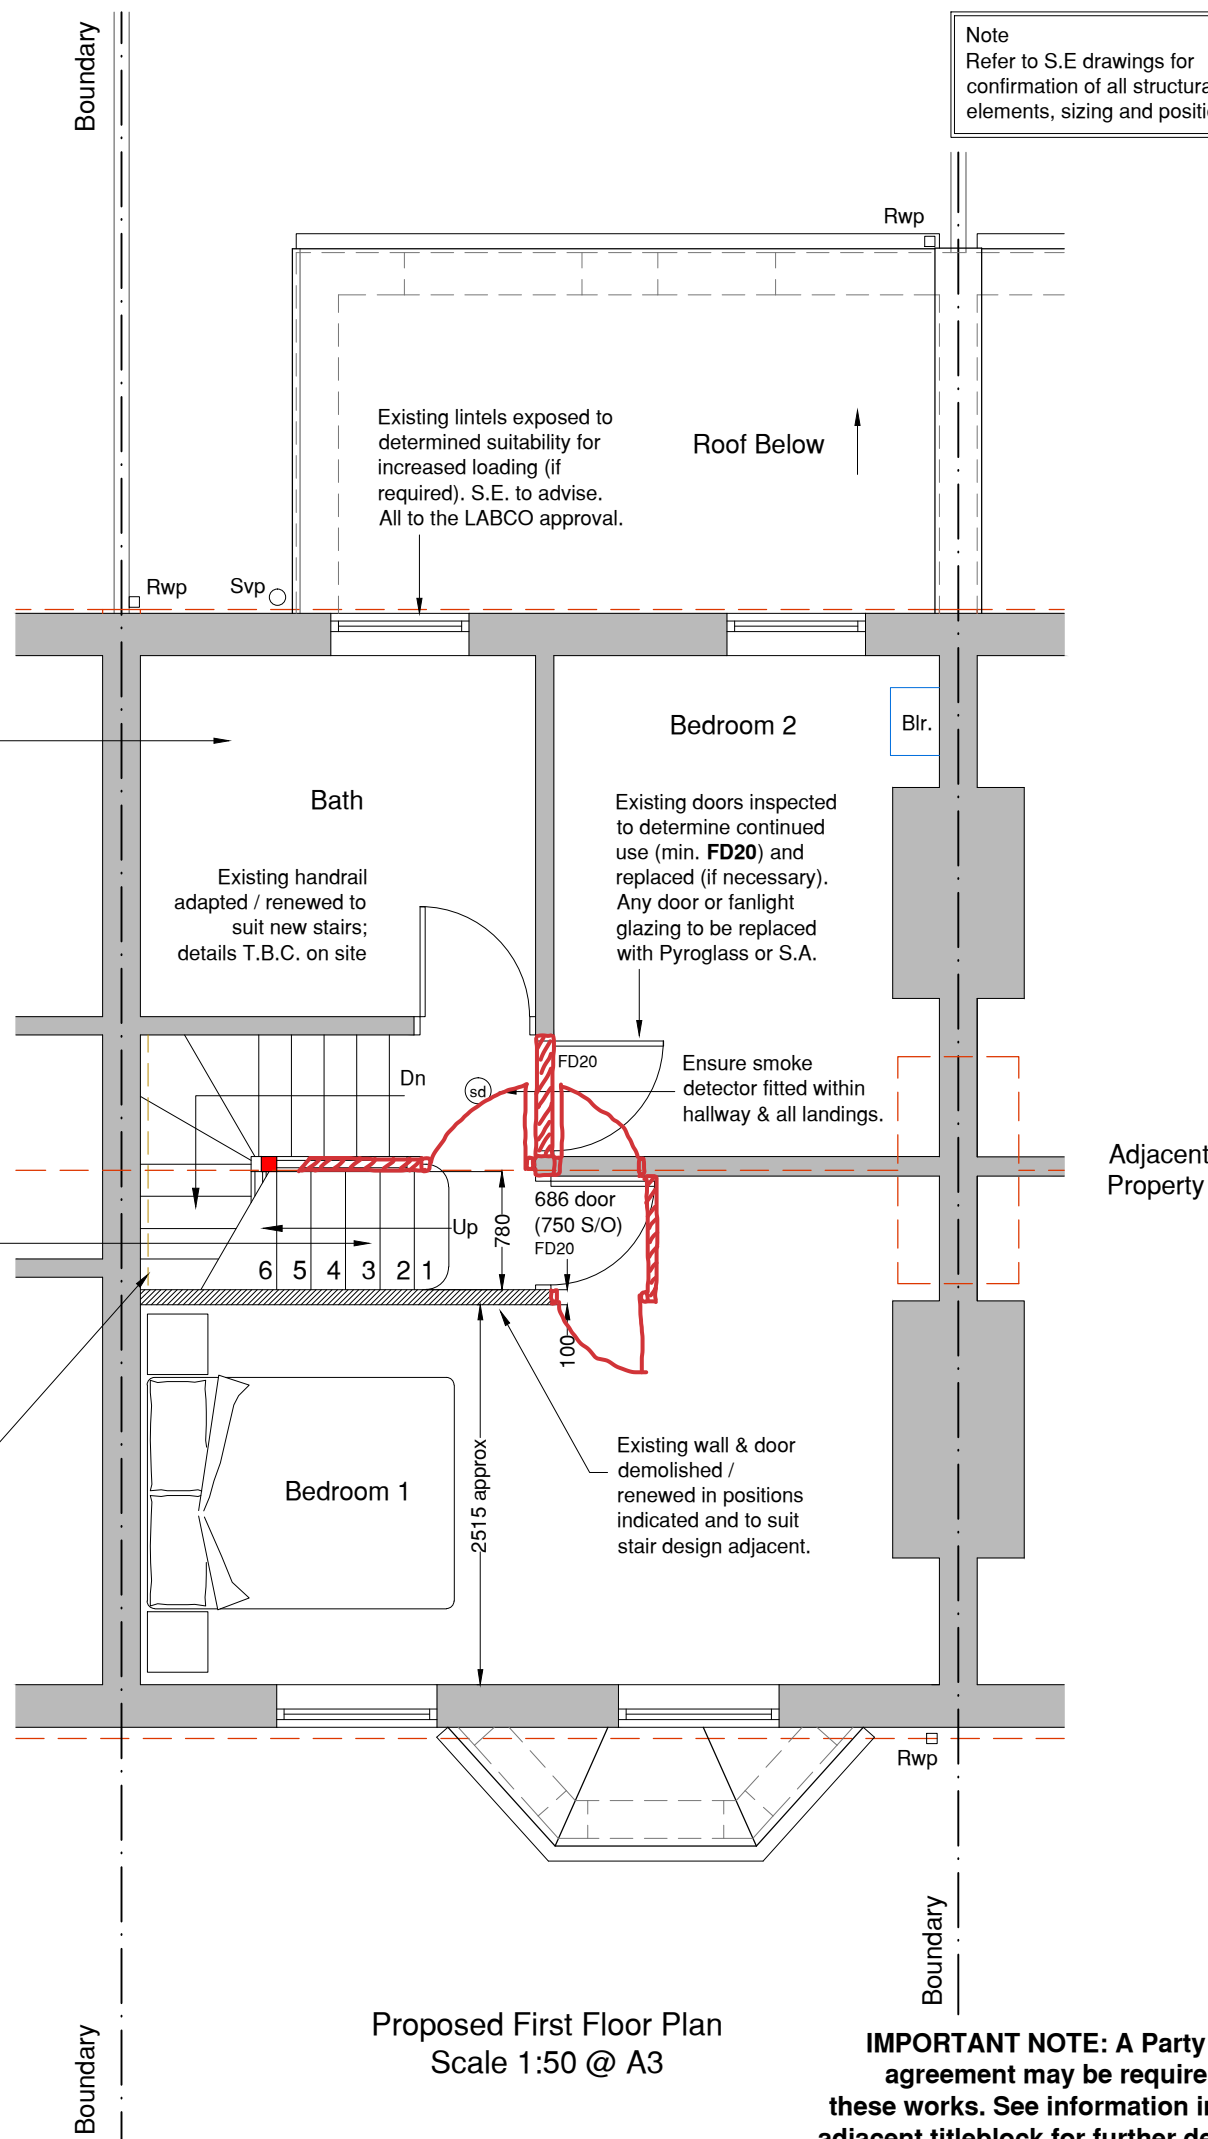 Boundary
Note
Refer to S.E drawings for
confirmation of all structura
elements, sizing and positi
Rwp
Existing lintels exposed to
determined suitability for
increased loading (if
required). S.E. to advise.
All to the LABCO approval.
Roof Below
Rwp
Svp
Bedroom 2
Blr.
Bath
Existing doors inspected
to determine continued
use (min. FD20) and
replaced (if necessary).
Any door or fanlight
glazing to be replaced
with Pyroglass or S.A.
Existing handrail
adapted / renewed to
suit new stairs;
details T.B.C. on site
FD20
Dn
sd
Ensure smoke
detector fitted within
hallway & all landings.
Adjacent
Property
686 door
(750 S/O)
FD20
780
Up
6 5 4 3 2 1
100
2515 approx
Existing wall & door
demolished /
renewed in positions
indicated and to suit
stair design adjacent.
Bedroom 1
Rwp
Boundary
Boundary
Proposed First Floor Plan
Scale 1:50 @ A3
IMPORTANT NOTE: A Party
agreement may be require
these works. See information i
adjacent titleblock for further de